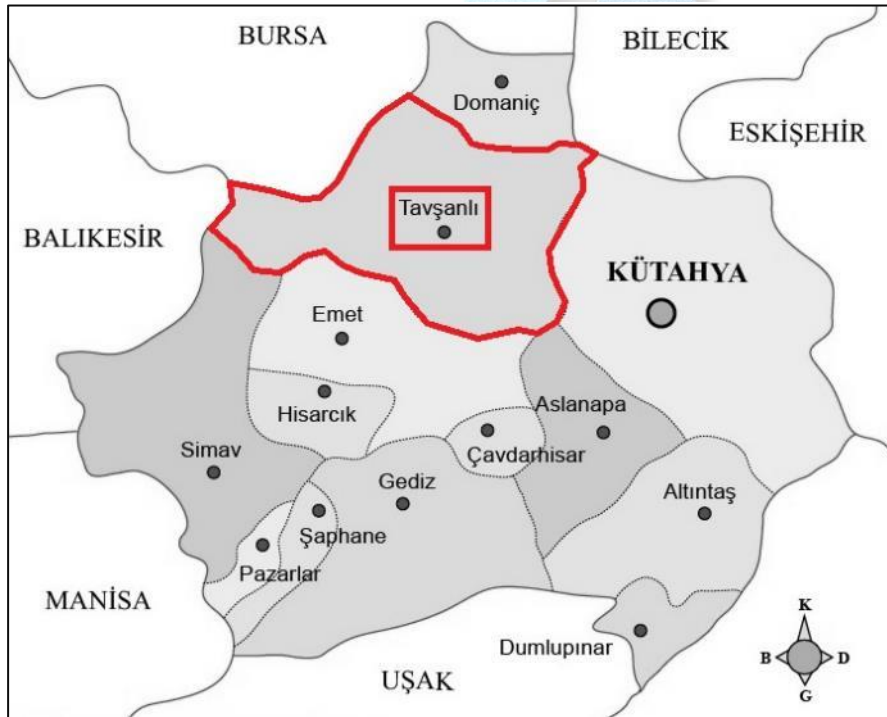 BURSA
BİLECİK
Domaniç
ESKİŞEHİR
Tavşanlı
BALIKESİR
KÜTAHYA
Emet
Hisarcık
Aslanapa
Simav
Çavdarhisar
Gediz
Altıntaş
Şaphane
Pazarlar
MANİSA
K
Dumlupınar
B
D
UŞAK
G